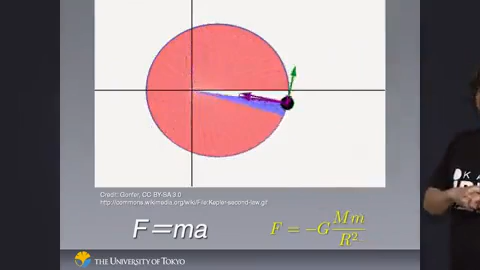 Credit: Gonfer, CC BY-SA 3.0
http://commons.wikimedia.org/wiki/File:Kepler-second-law.gif
F=ma
F = -G Mm / R²
THE UNIVERSITY OF TOKYO